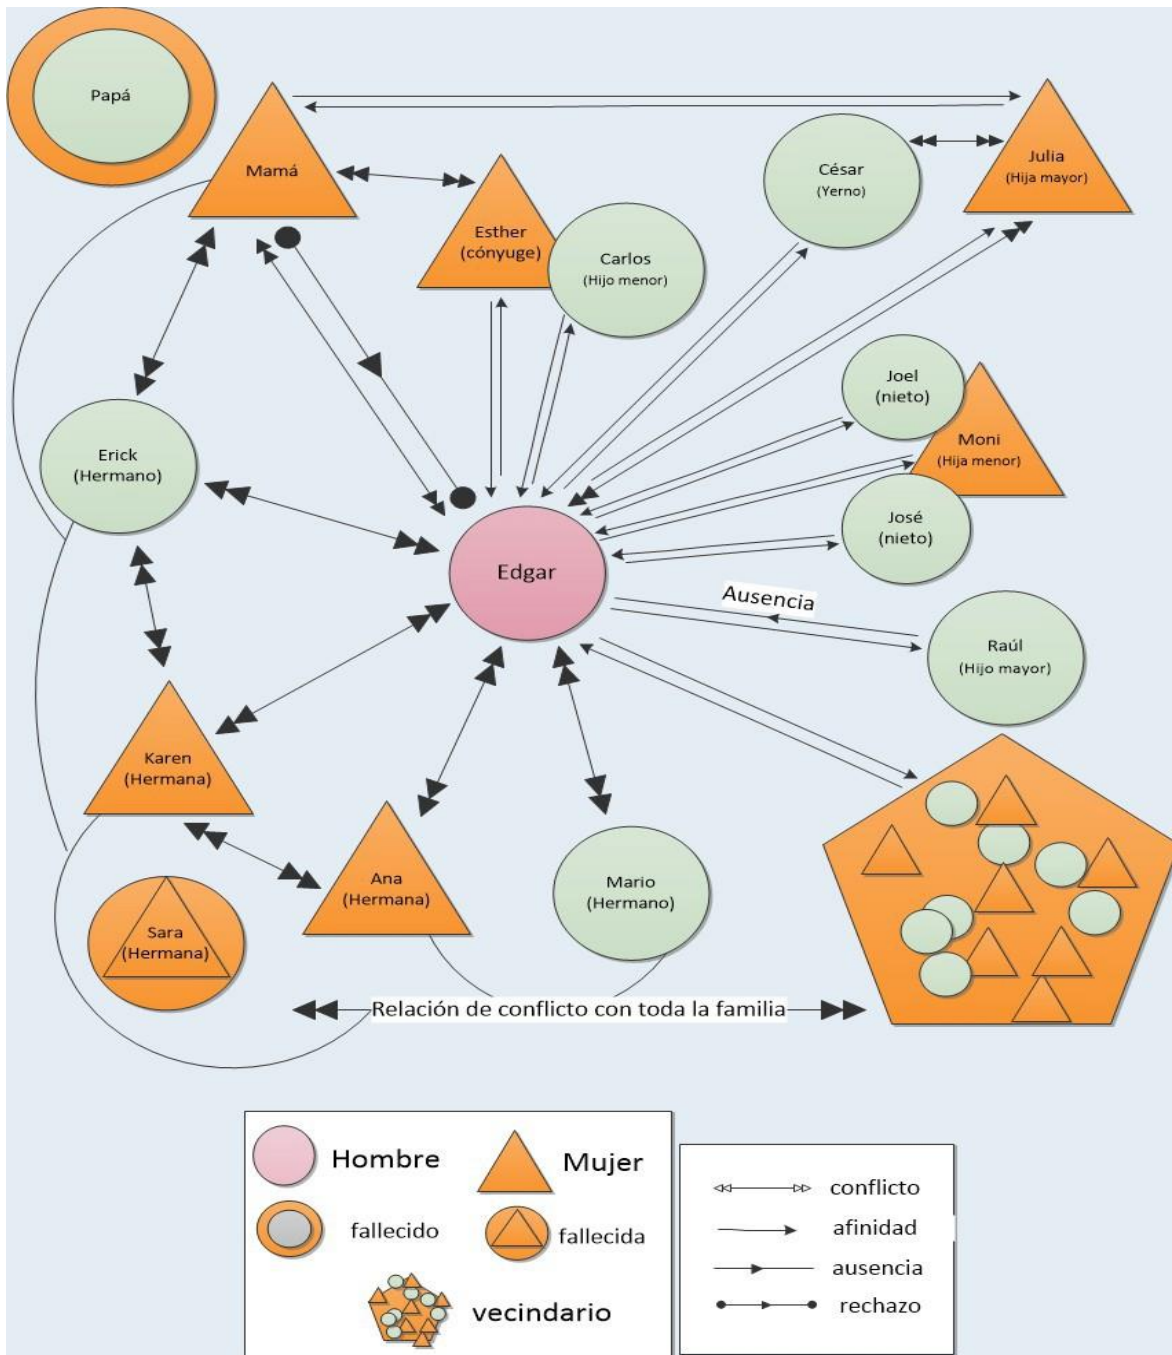 Papá
Mamá
Julia
(Hija mayor)
César
(Yerno)
Esther
(cónyuge)
Carlos
(Hijo menor)
Joel
(nieto)
Moni
(Hija menor)
Erick
(Hermano)
José
(nieto)
Edgar
Ausencia
Raúl
(Hijo mayor)
Karen
(Hermana)
Ana
(Hermana)
Mario
(Hermano)
Sara
(Hermana)
Relación de conflicto con toda la familia
Hombre
Mujer
fallecido
fallecida
vecindario
conflicto
afinidad
ausencia
rechazo